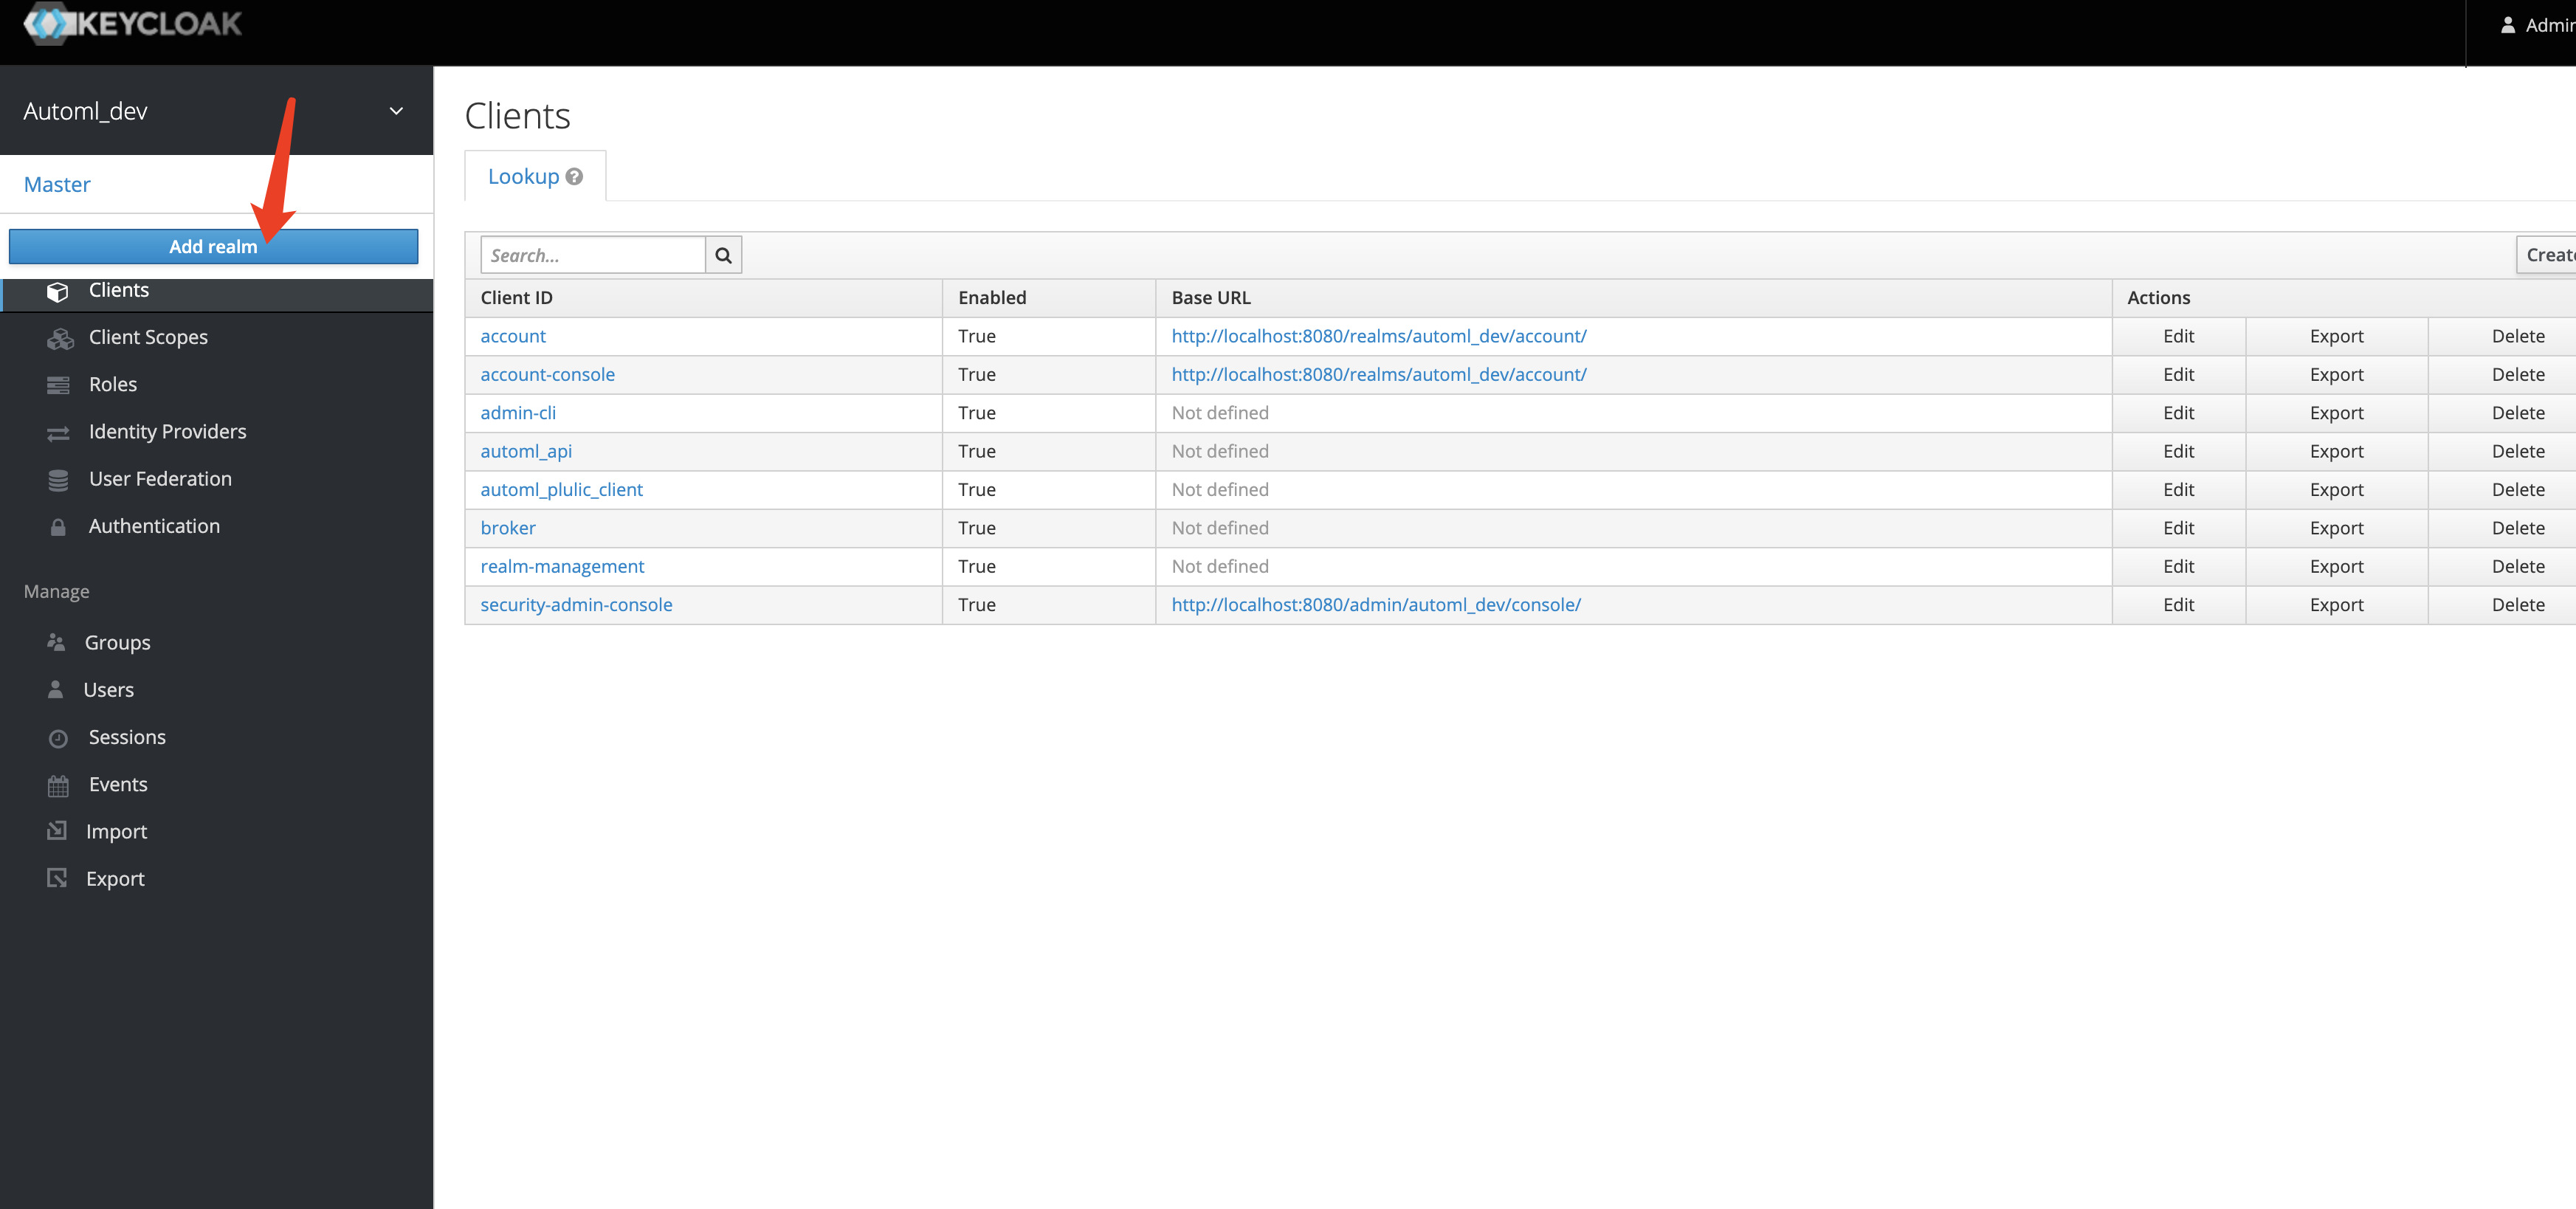 KEYCLOAK
Automl_dev
Master
Add realm
Clients
Client Scopes
Roles
Identity Providers
User Federation
Authentication
Manage
Groups
Users
Sessions
Events
Import
Export
Admin
Clients
Lookup
Search...
Create
Client ID Enabled Base URL Actions
account True http://localhost:8080/realms/automl_dev/account/ Edit Export Delete
account-console True http://localhost:8080/realms/automl_dev/account/ Edit Export Delete
admin-cli True Not defined Edit Export Delete
automl_api True Not defined Edit Export Delete
automl_plulic_client True Not defined Edit Export Delete
broker True Not defined Edit Export Delete
realm-management True Not defined Edit Export Delete
security-admin-console True http://localhost:8080/admin/automl_dev/console/ Edit Export Delete